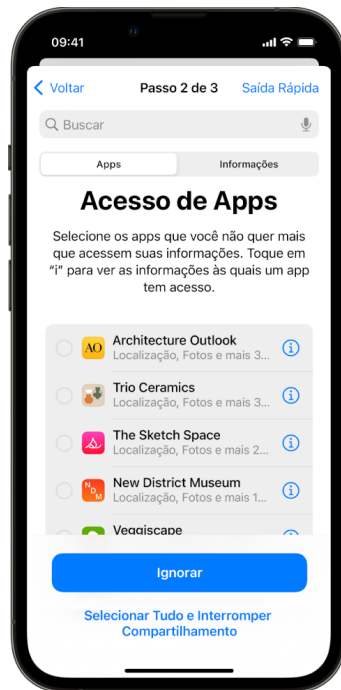 09:41
Voltar Passo 2 de 3 Saída Rápida
Buscar
Apps Informações
Acesso de Apps
Selecione os apps que você não quer mais
que acessem suas informações. Toque em
“i” para ver as informações às quais um app
tem acesso.
AO Architecture Outlook
Localização, Fotos e mais 3...
Trio Ceramics
Localização, Fotos e mais 3...
The Sketch Space
Localização, Fotos e mais 2...
NDM New District Museum
Localização, Fotos e mais 1...
Veggiscape
Ignorar
Selecionar Tudo e Interromper
Compartilhamento